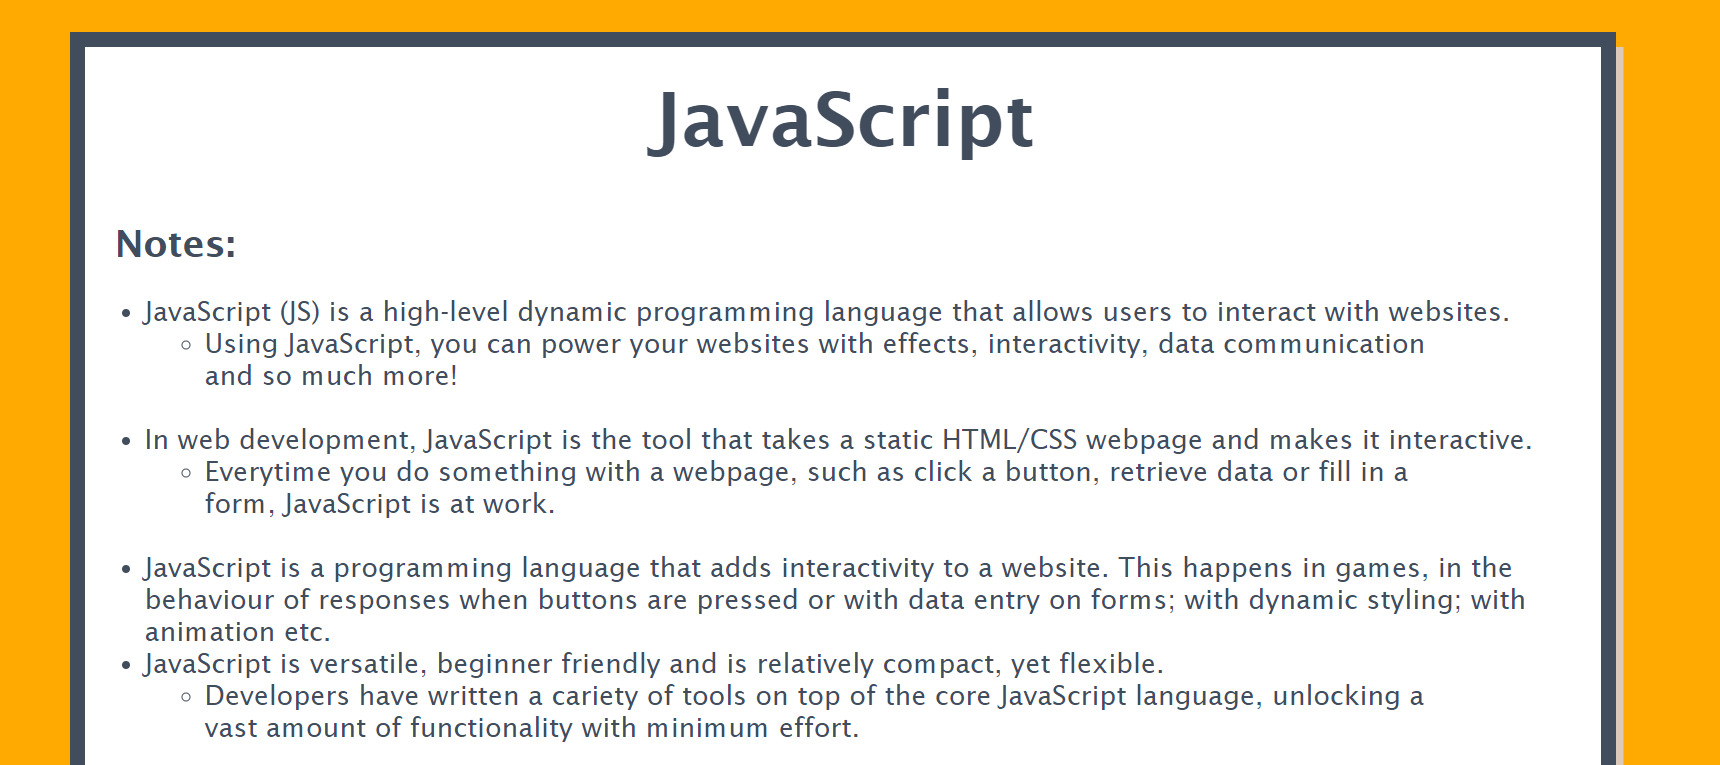 JavaScript
Notes:
JavaScript (JS) is a high-level dynamic programming language that allows users to interact with websites.
Using JavaScript, you can power your websites with effects, interactivity, data communication
and so much more!
In web development, JavaScript is the tool that takes a static HTML/CSS webpage and makes it interactive.
Everytime you do something with a webpage, such as click a button, retrieve data or fill in a
form, JavaScript is at work.
JavaScript is a programming language that adds interactivity to a website. This happens in games, in the
behaviour of responses when buttons are pressed or with data entry on forms; with dynamic styling; with
animation etc.
JavaScript is versatile, beginner friendly and is relatively compact, yet flexible.
Developers have written a cariety of tools on top of the core JavaScript language, unlocking a
vast amount of functionality with minimum effort.